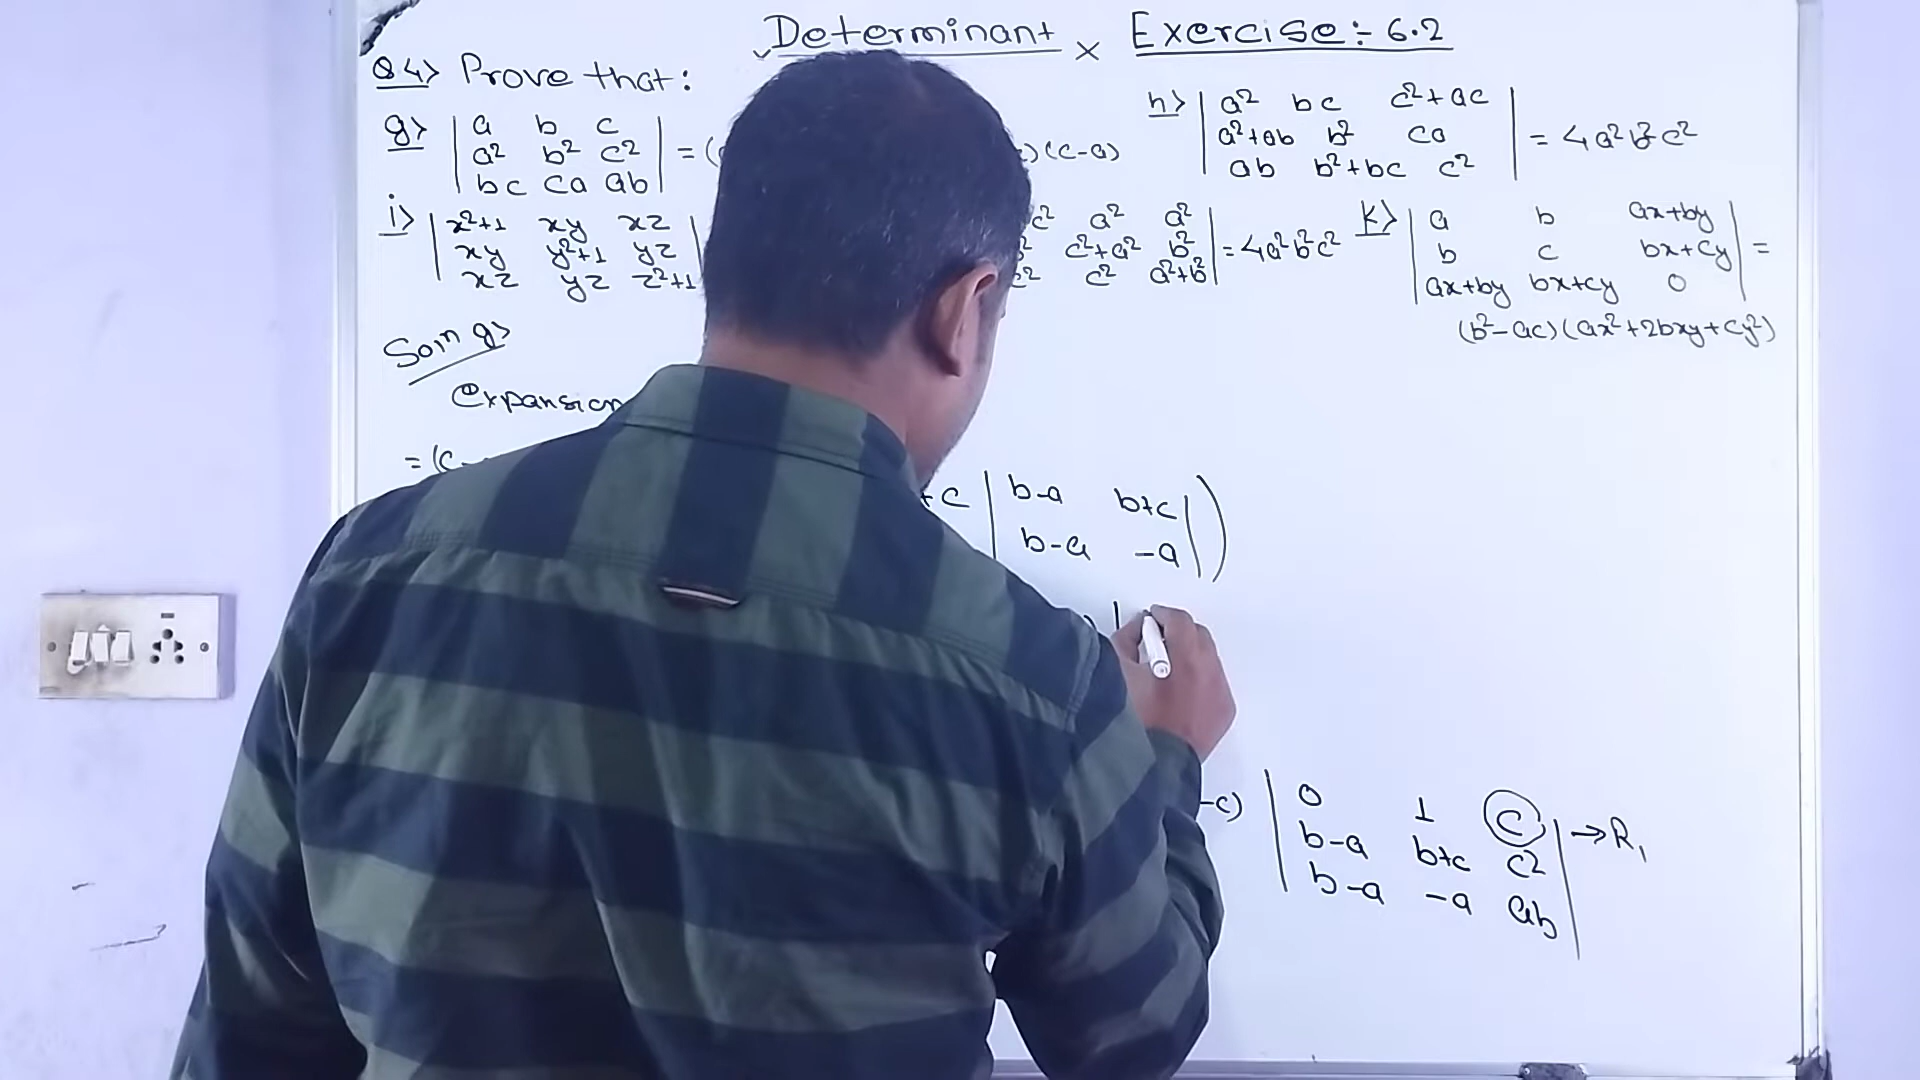 Determinant × Exercise:- 6.2
Q4> Prove that:
g> | a b c |
| a² b² c² | = ( ) (c-a)
| bc ca ab |
h> | a² bc c²+ac |
| a²+ab b² ca | = 4a²b²c²
| ab b²+bc c² |
i> | x²+1 xy xz |
| xy y²+1 yz |
| xz yz z²+1
c² a² a² |
c²+a² b² | = 4a²b²c²
c² a²+b² |
k> | a b ax+by |
| b c bx+cy | =
| ax+by bx+cy 0 |
(b²-ac)(ax²+2bxy+cy²)
Soln g>
expansion
= (c-
+c | b-a b+c | )
| b-a -a |
-c) | 0 1 c | → R₁
| b-a b+c c² |
| b-a -a ab |